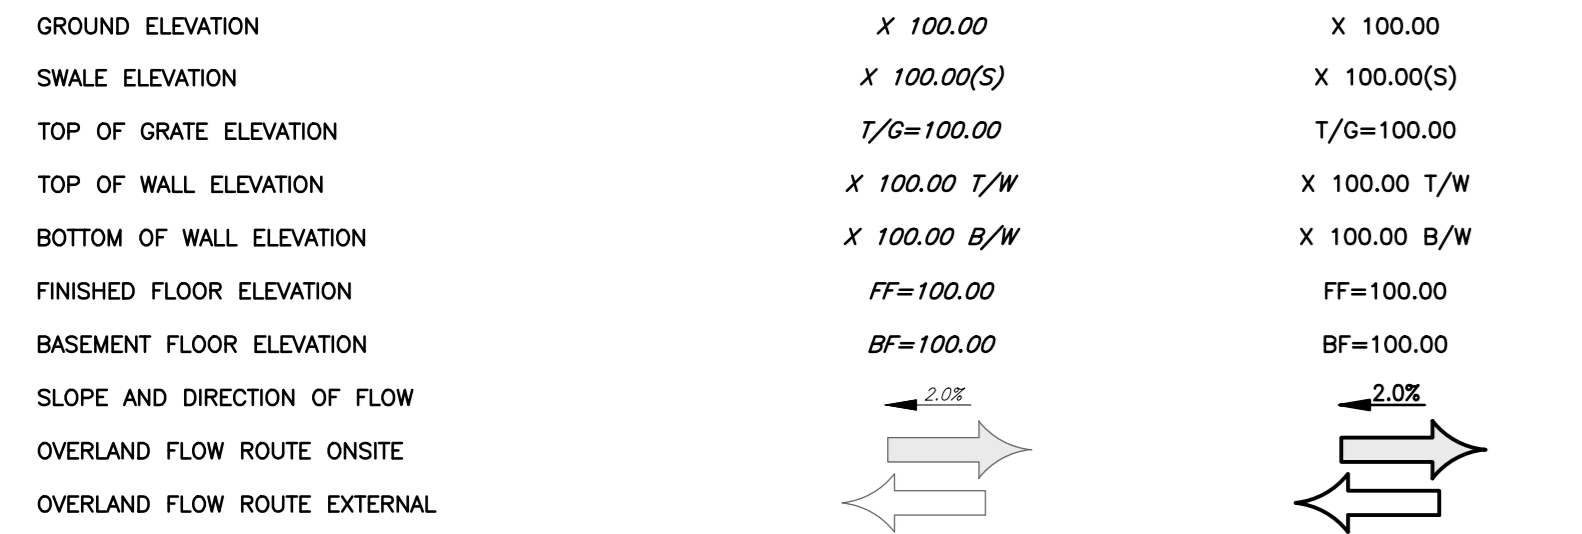 GROUND ELEVATION X 100.00 X 100.00
SWALE ELEVATION X 100.00(S) X 100.00(S)
TOP OF GRATE ELEVATION T/G=100.00 T/G=100.00
TOP OF WALL ELEVATION X 100.00 T/W X 100.00 T/W
BOTTOM OF WALL ELEVATION X 100.00 B/W X 100.00 B/W
FINISHED FLOOR ELEVATION FF=100.00 FF=100.00
BASEMENT FLOOR ELEVATION BF=100.00 BF=100.00
SLOPE AND DIRECTION OF FLOW 2.0% 2.0%
OVERLAND FLOW ROUTE ONSITE
OVERLAND FLOW ROUTE EXTERNAL